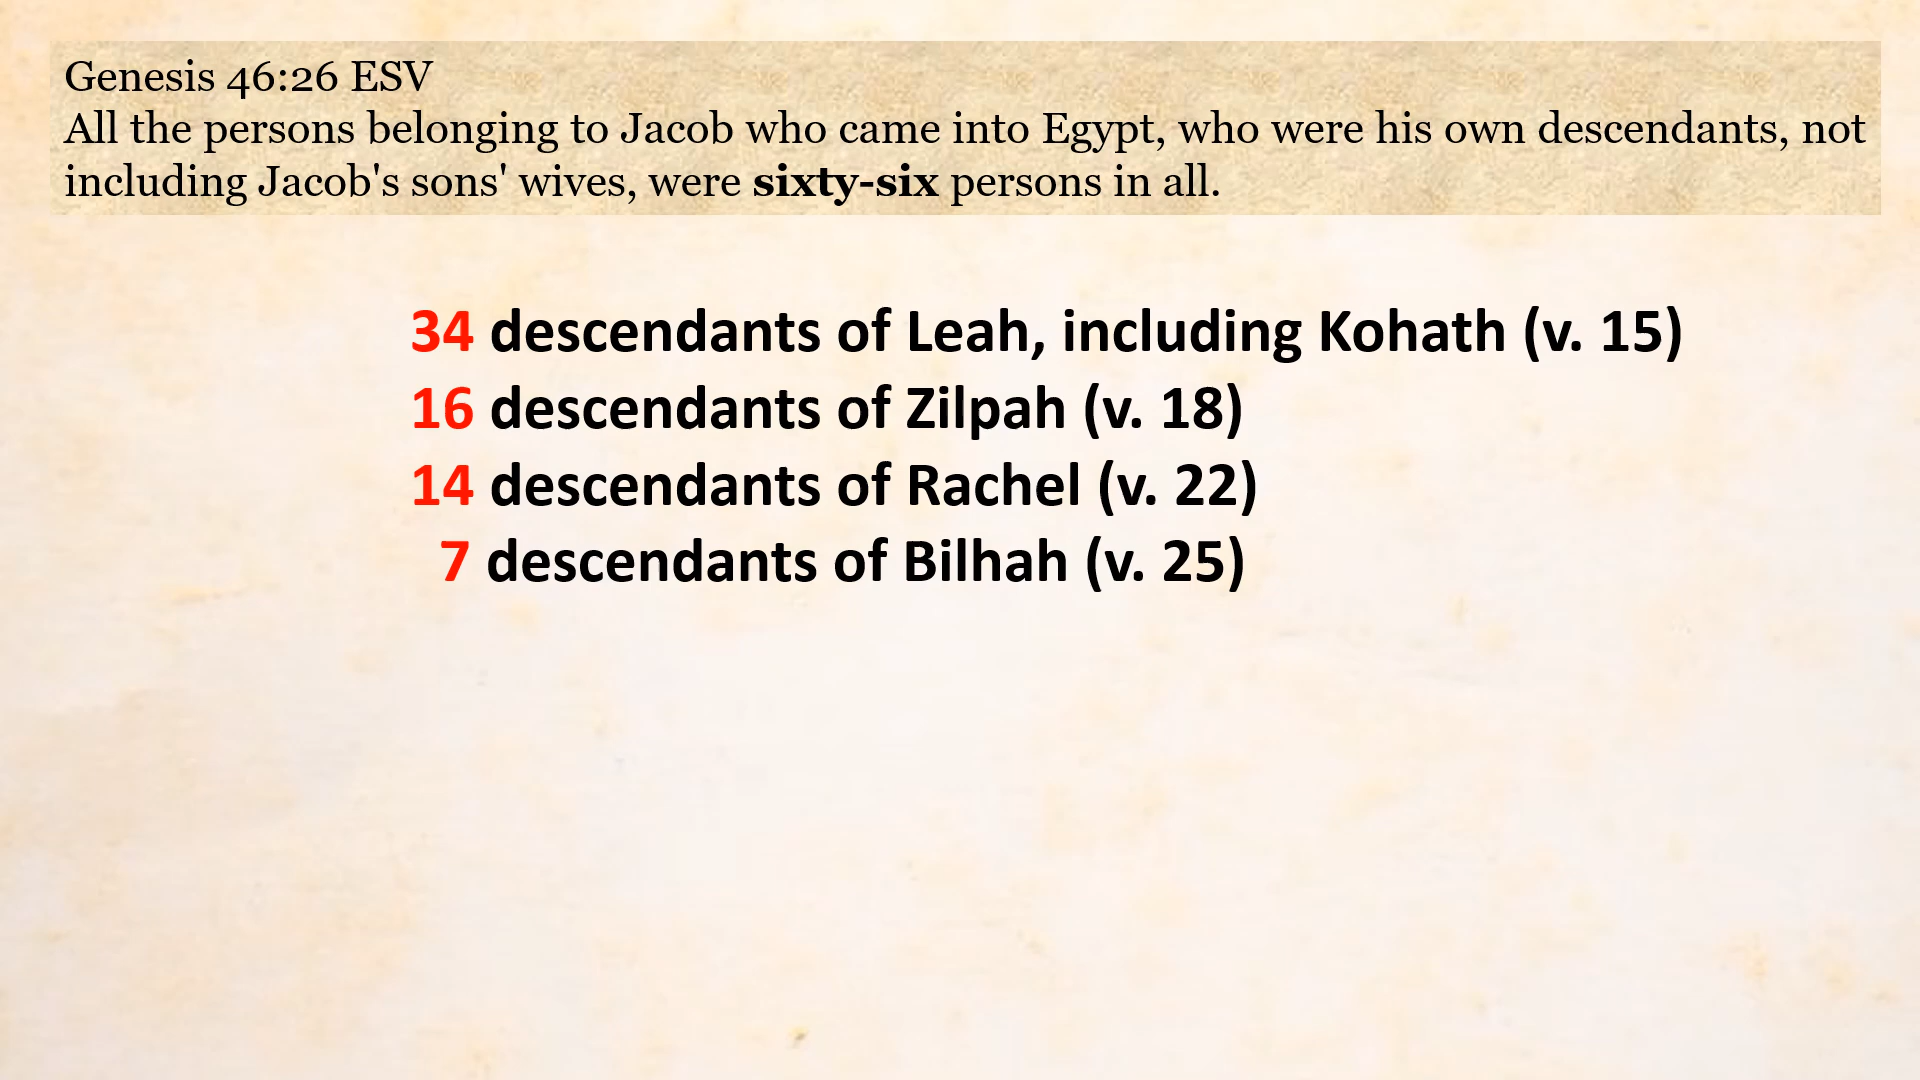 Genesis 46:26 ESV
All the persons belonging to Jacob who came into Egypt, who were his own descendants, not
including Jacob's sons' wives, were sixty-six persons in all.
34 descendants of Leah, including Kohath (v. 15)
16 descendants of Zilpah (v. 18)
14 descendants of Rachel (v. 22)
7 descendants of Bilhah (v. 25)